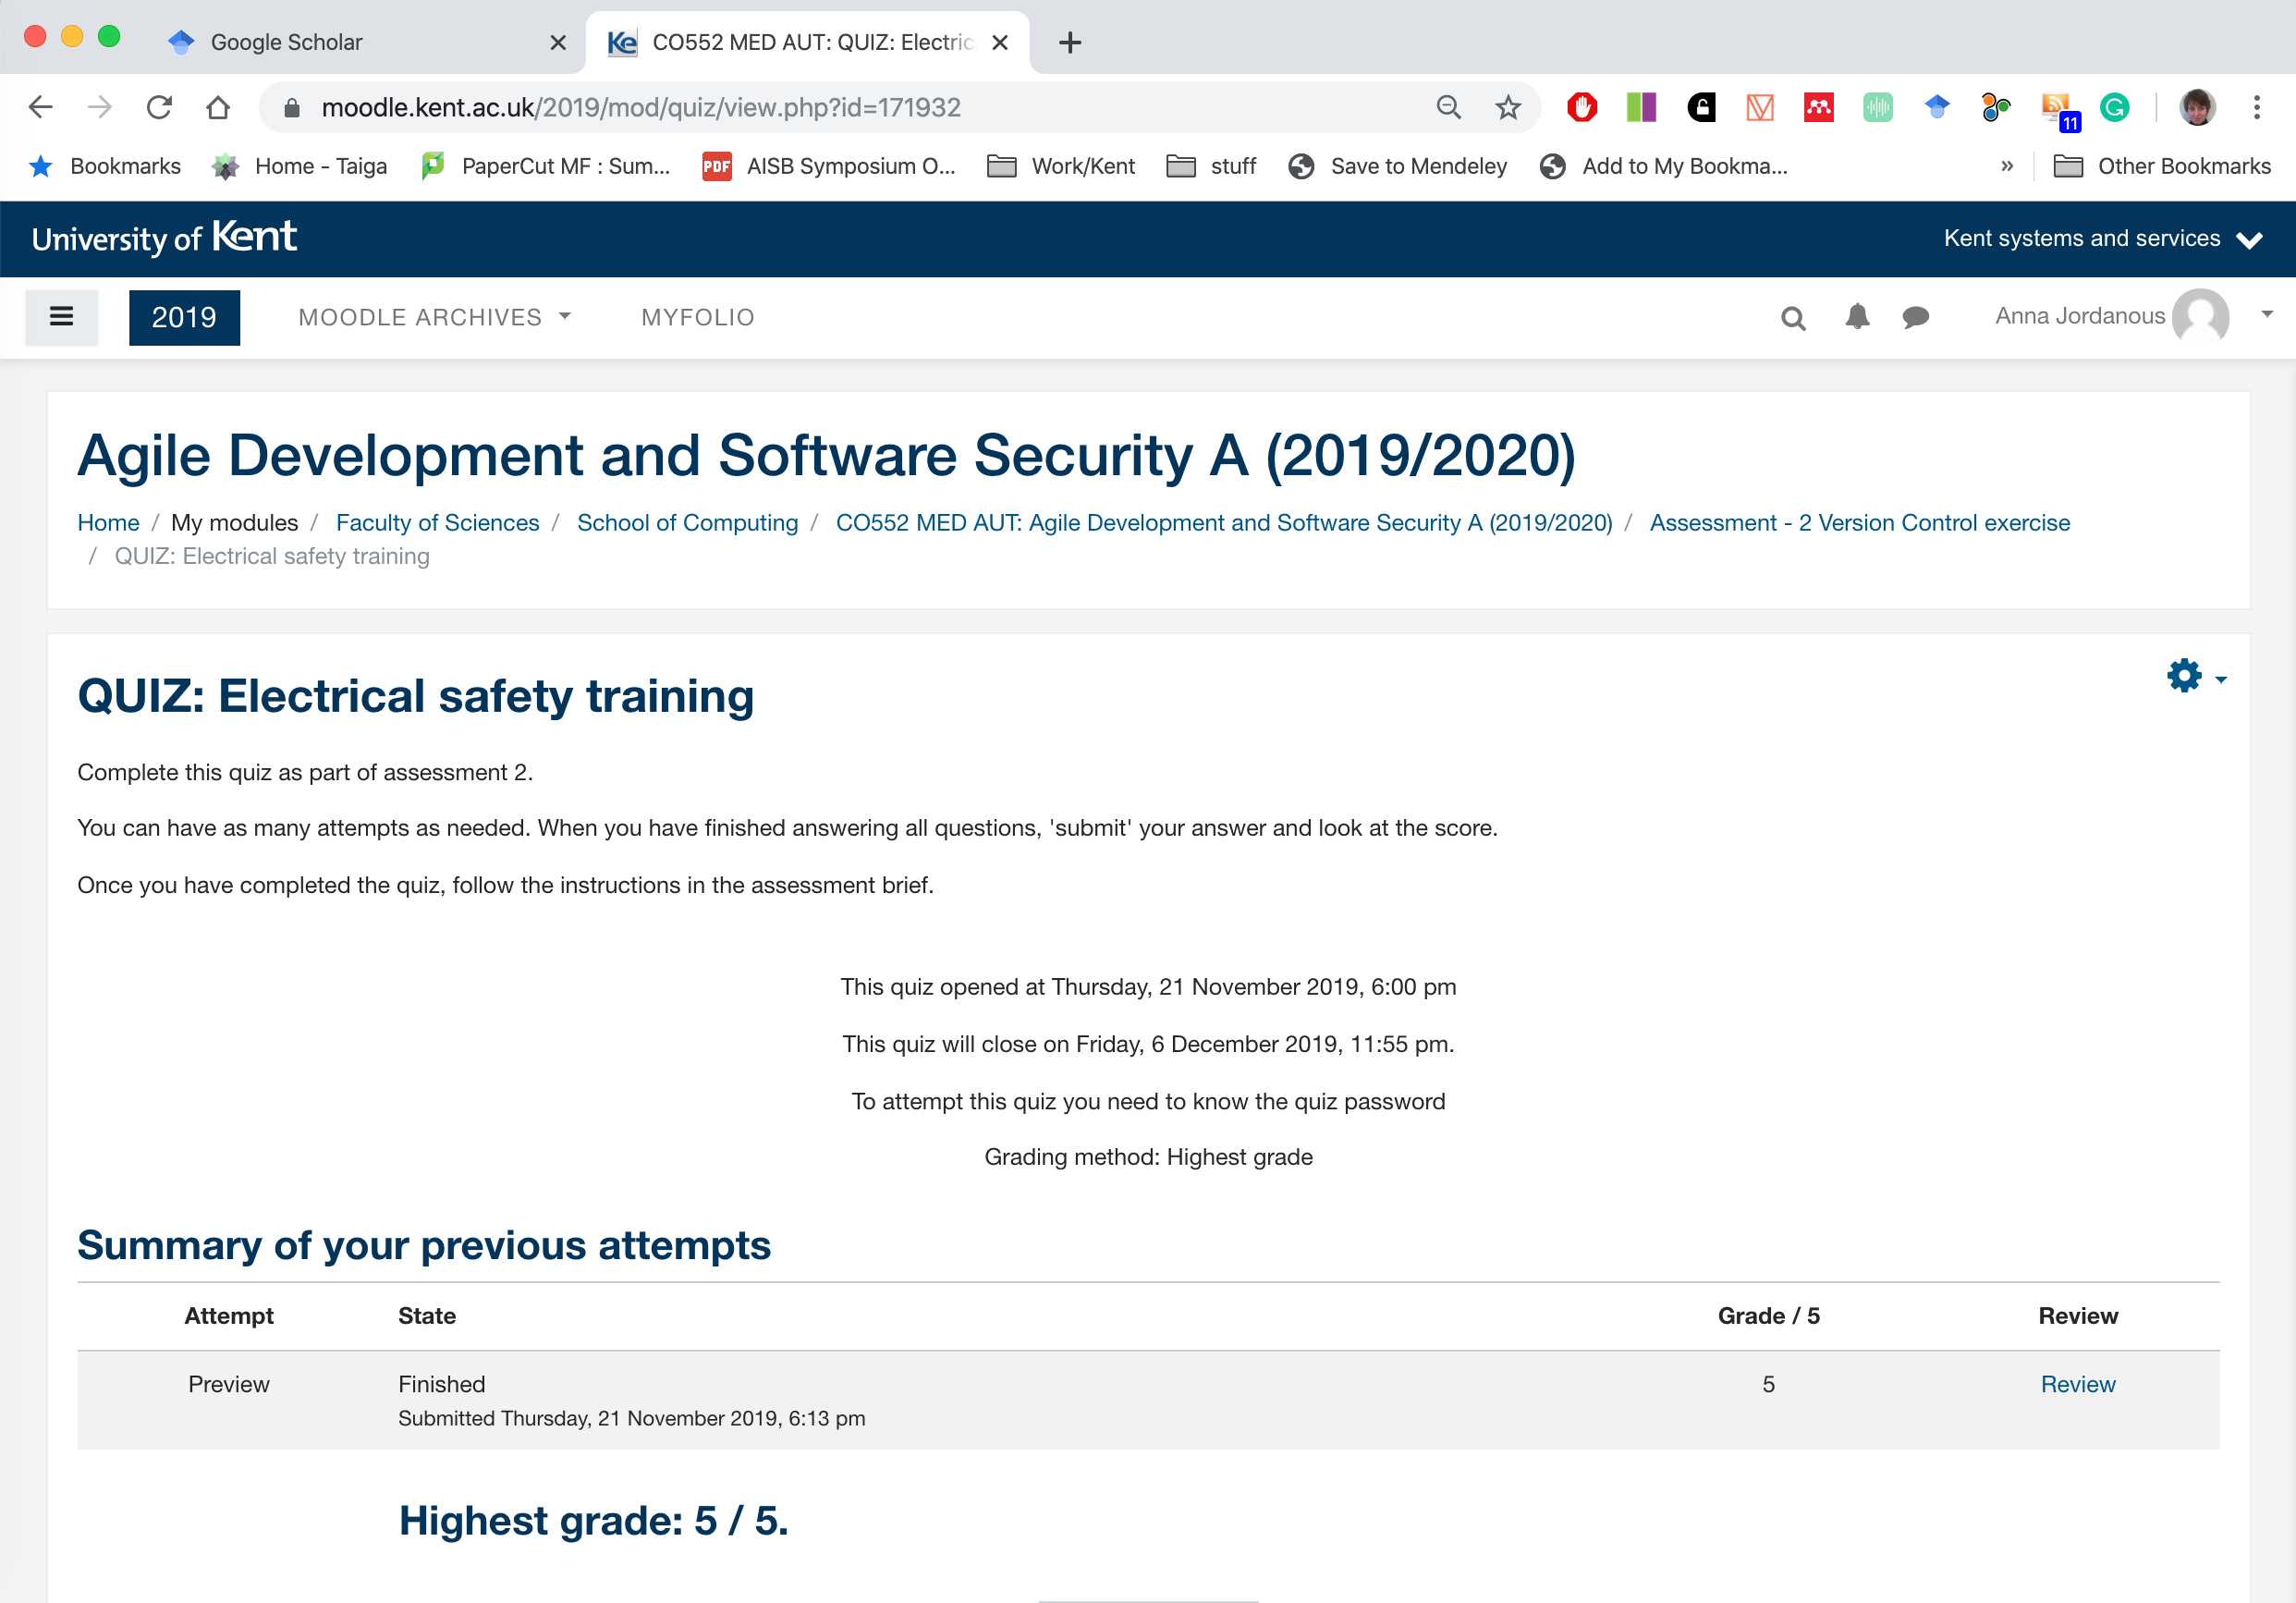 Google Scholar
CO552 MED AUT: QUIZ: Electric
moodle.kent.ac.uk/2019/mod/quiz/view.php?id=171932
11
Bookmarks
Home - Taiga
PaperCut MF : Sum...
PDF
AISB Symposium O...
Work/Kent
stuff
Save to Mendeley
Add to My Bookma...
»
Other Bookmarks
University of Kent
Kent systems and services
2019
MOODLE ARCHIVES
MYFOLIO
Anna Jordanous
Agile Development and Software Security A (2019/2020)
Home / My modules / Faculty of Sciences / School of Computing / CO552 MED AUT: Agile Development and Software Security A (2019/2020) / Assessment - 2 Version Control exercise
/ QUIZ: Electrical safety training
QUIZ: Electrical safety training
Complete this quiz as part of assessment 2.
You can have as many attempts as needed. When you have finished answering all questions, 'submit' your answer and look at the score.
Once you have completed the quiz, follow the instructions in the assessment brief.
This quiz opened at Thursday, 21 November 2019, 6:00 pm
This quiz will close on Friday, 6 December 2019, 11:55 pm.
To attempt this quiz you need to know the quiz password
Grading method: Highest grade
Summary of your previous attempts
Attempt State Grade / 5 Review
Preview Finished 5 Review
Submitted Thursday, 21 November 2019, 6:13 pm
Highest grade: 5 / 5.